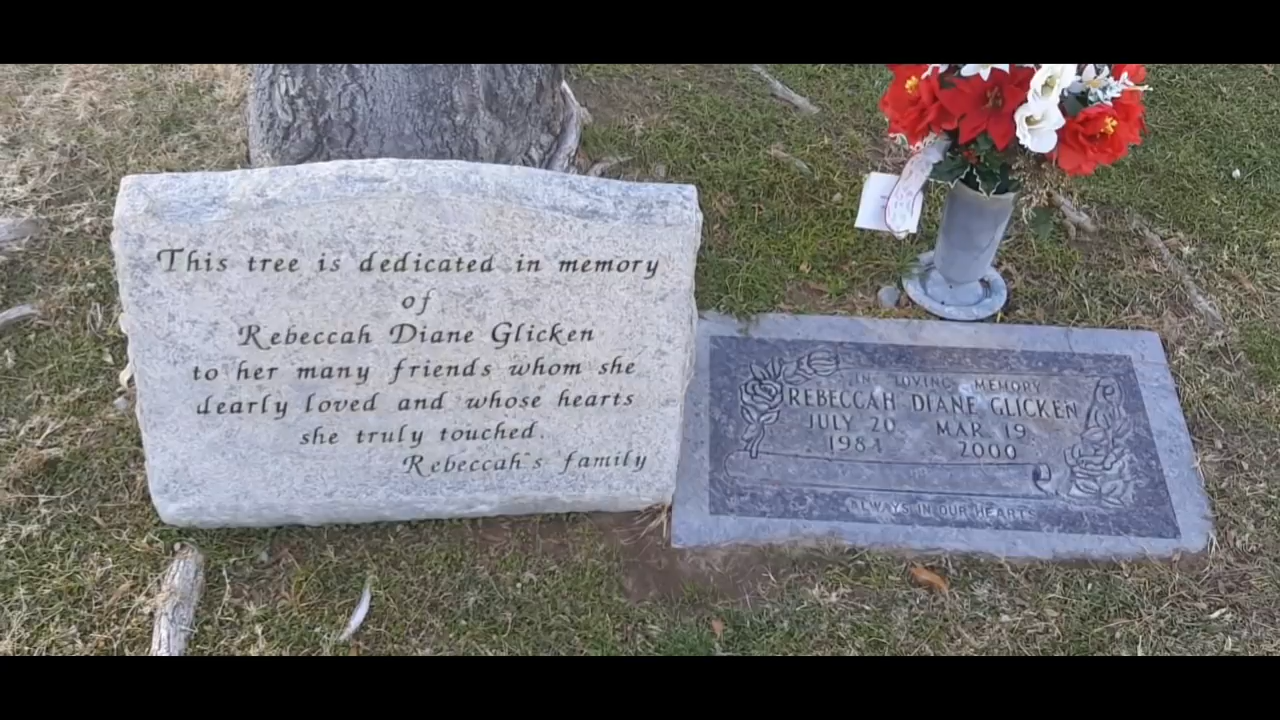 This tree is dedicated in memory
of
Rebeccah Diane Glicken
to her many friends whom she
dearly loved and whose hearts
she truly touched.
Rebeccah's family
IN LOVING MEMORY
REBECCAH DIANE GLICKEN
JULY 20, MAR. 19,
1984 2000
ALWAYS IN OUR HEARTS